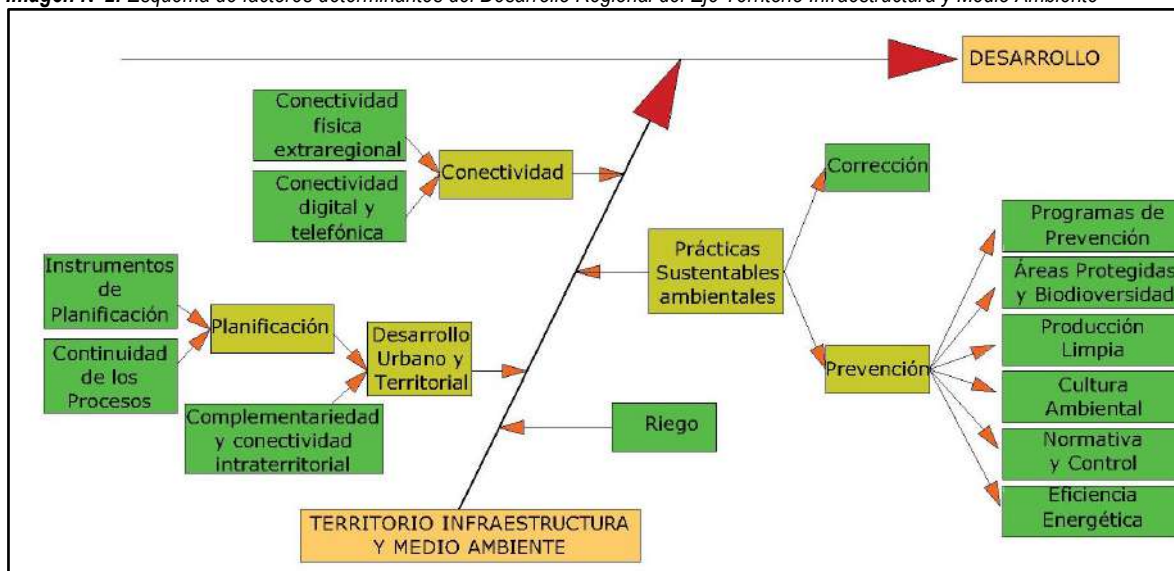 Imagen N° 2. Esquema de factores determinantes del Desarrollo Regional del Eje Territorio Infraestructura y Medio Ambiente
DESARROLLO
Conectividad
física
extraregional
Conectividad
digital y
telefónica
Conectividad
Corrección
Prácticas
Sustentables
ambientales
Programas de
Prevención
Áreas Protegidas
y Biodioversidad
Producción
Limpia
Cultura
Ambiental
Normativa
y Control
Eficiencia
Energética
Prevención
Instrumentos
de
Planificación
Continuidad
de los
Procesos
Planificación
Desarrollo
Urbano y
Territorial
Complementariedad
y conectividad
intraterritorial
Riego
TERRITORIO INFRAESTRUCTURA
Y MEDIO AMBIENTE